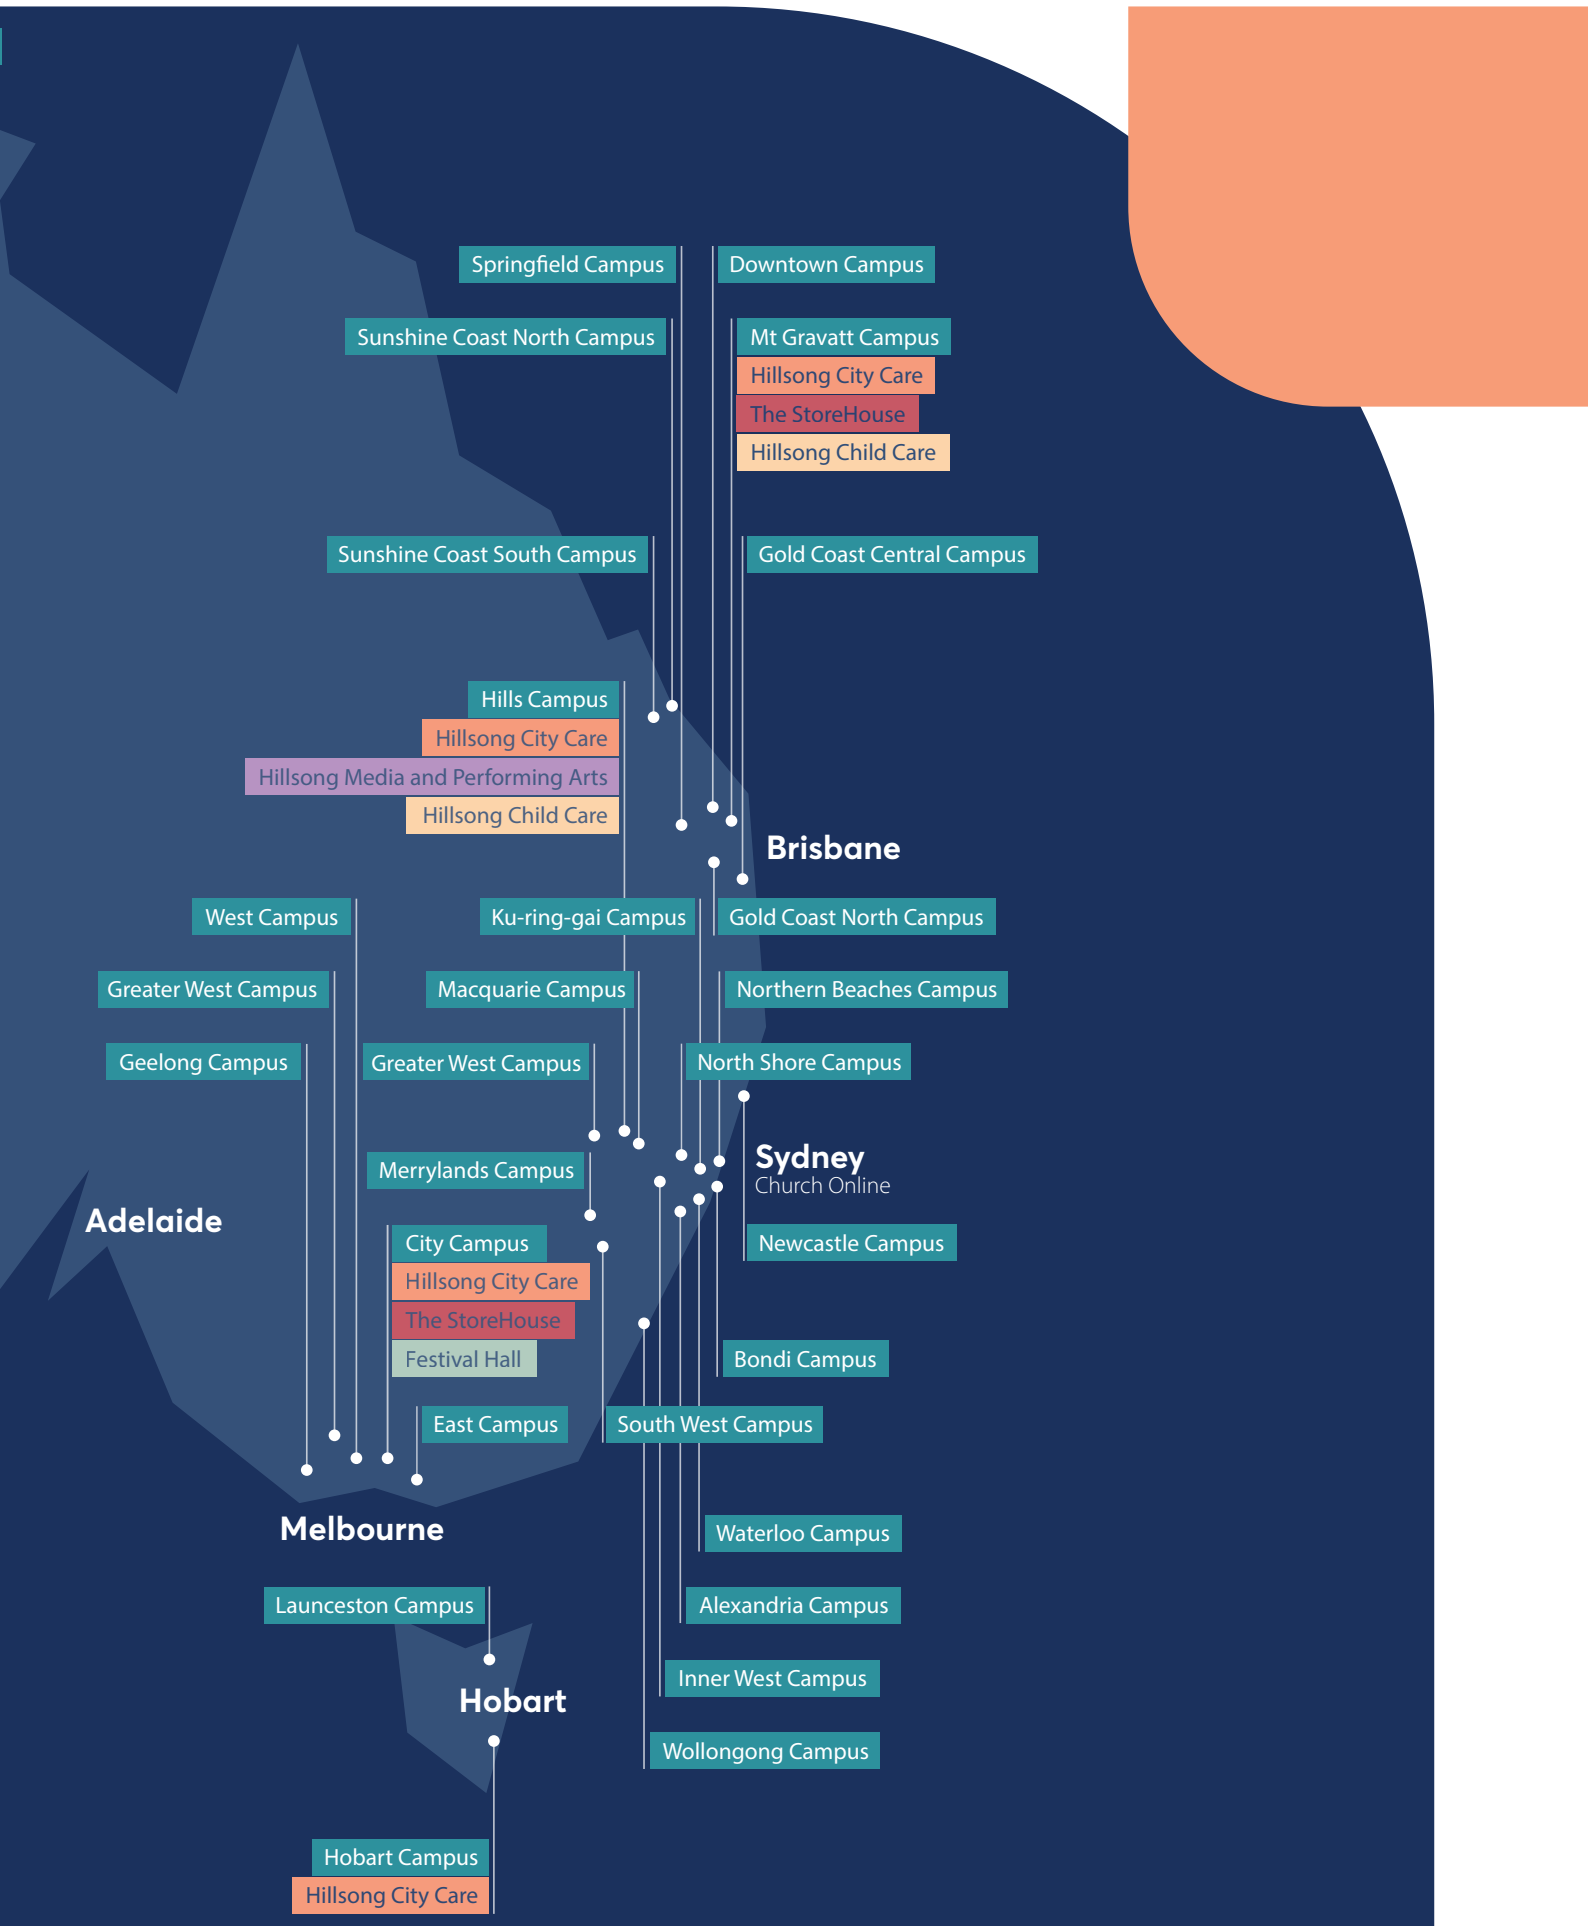 Springfield Campus
Downtown Campus
Sunshine Coast North Campus
Mt Gravatt Campus
Hillsong City Care
The StoreHouse
Hillsong Child Care
Sunshine Coast South Campus
Gold Coast Central Campus
Hills Campus
Hillsong City Care
Hillsong Media and Performing Arts
Hillsong Child Care
Brisbane
West Campus
Ku-ring-gai Campus
Gold Coast North Campus
Greater West Campus
Macquarie Campus
Northern Beaches Campus
Geelong Campus
Greater West Campus
North Shore Campus
Sydney
Church Online
Merrylands Campus
Adelaide
City Campus
Hillsong City Care
The StoreHouse
Festival Hall
Newcastle Campus
Bondi Campus
East Campus
South West Campus
Melbourne
Waterloo Campus
Launceston Campus
Alexandria Campus
Inner West Campus
Hobart
Wollongong Campus
Hobart Campus
Hillsong City Care